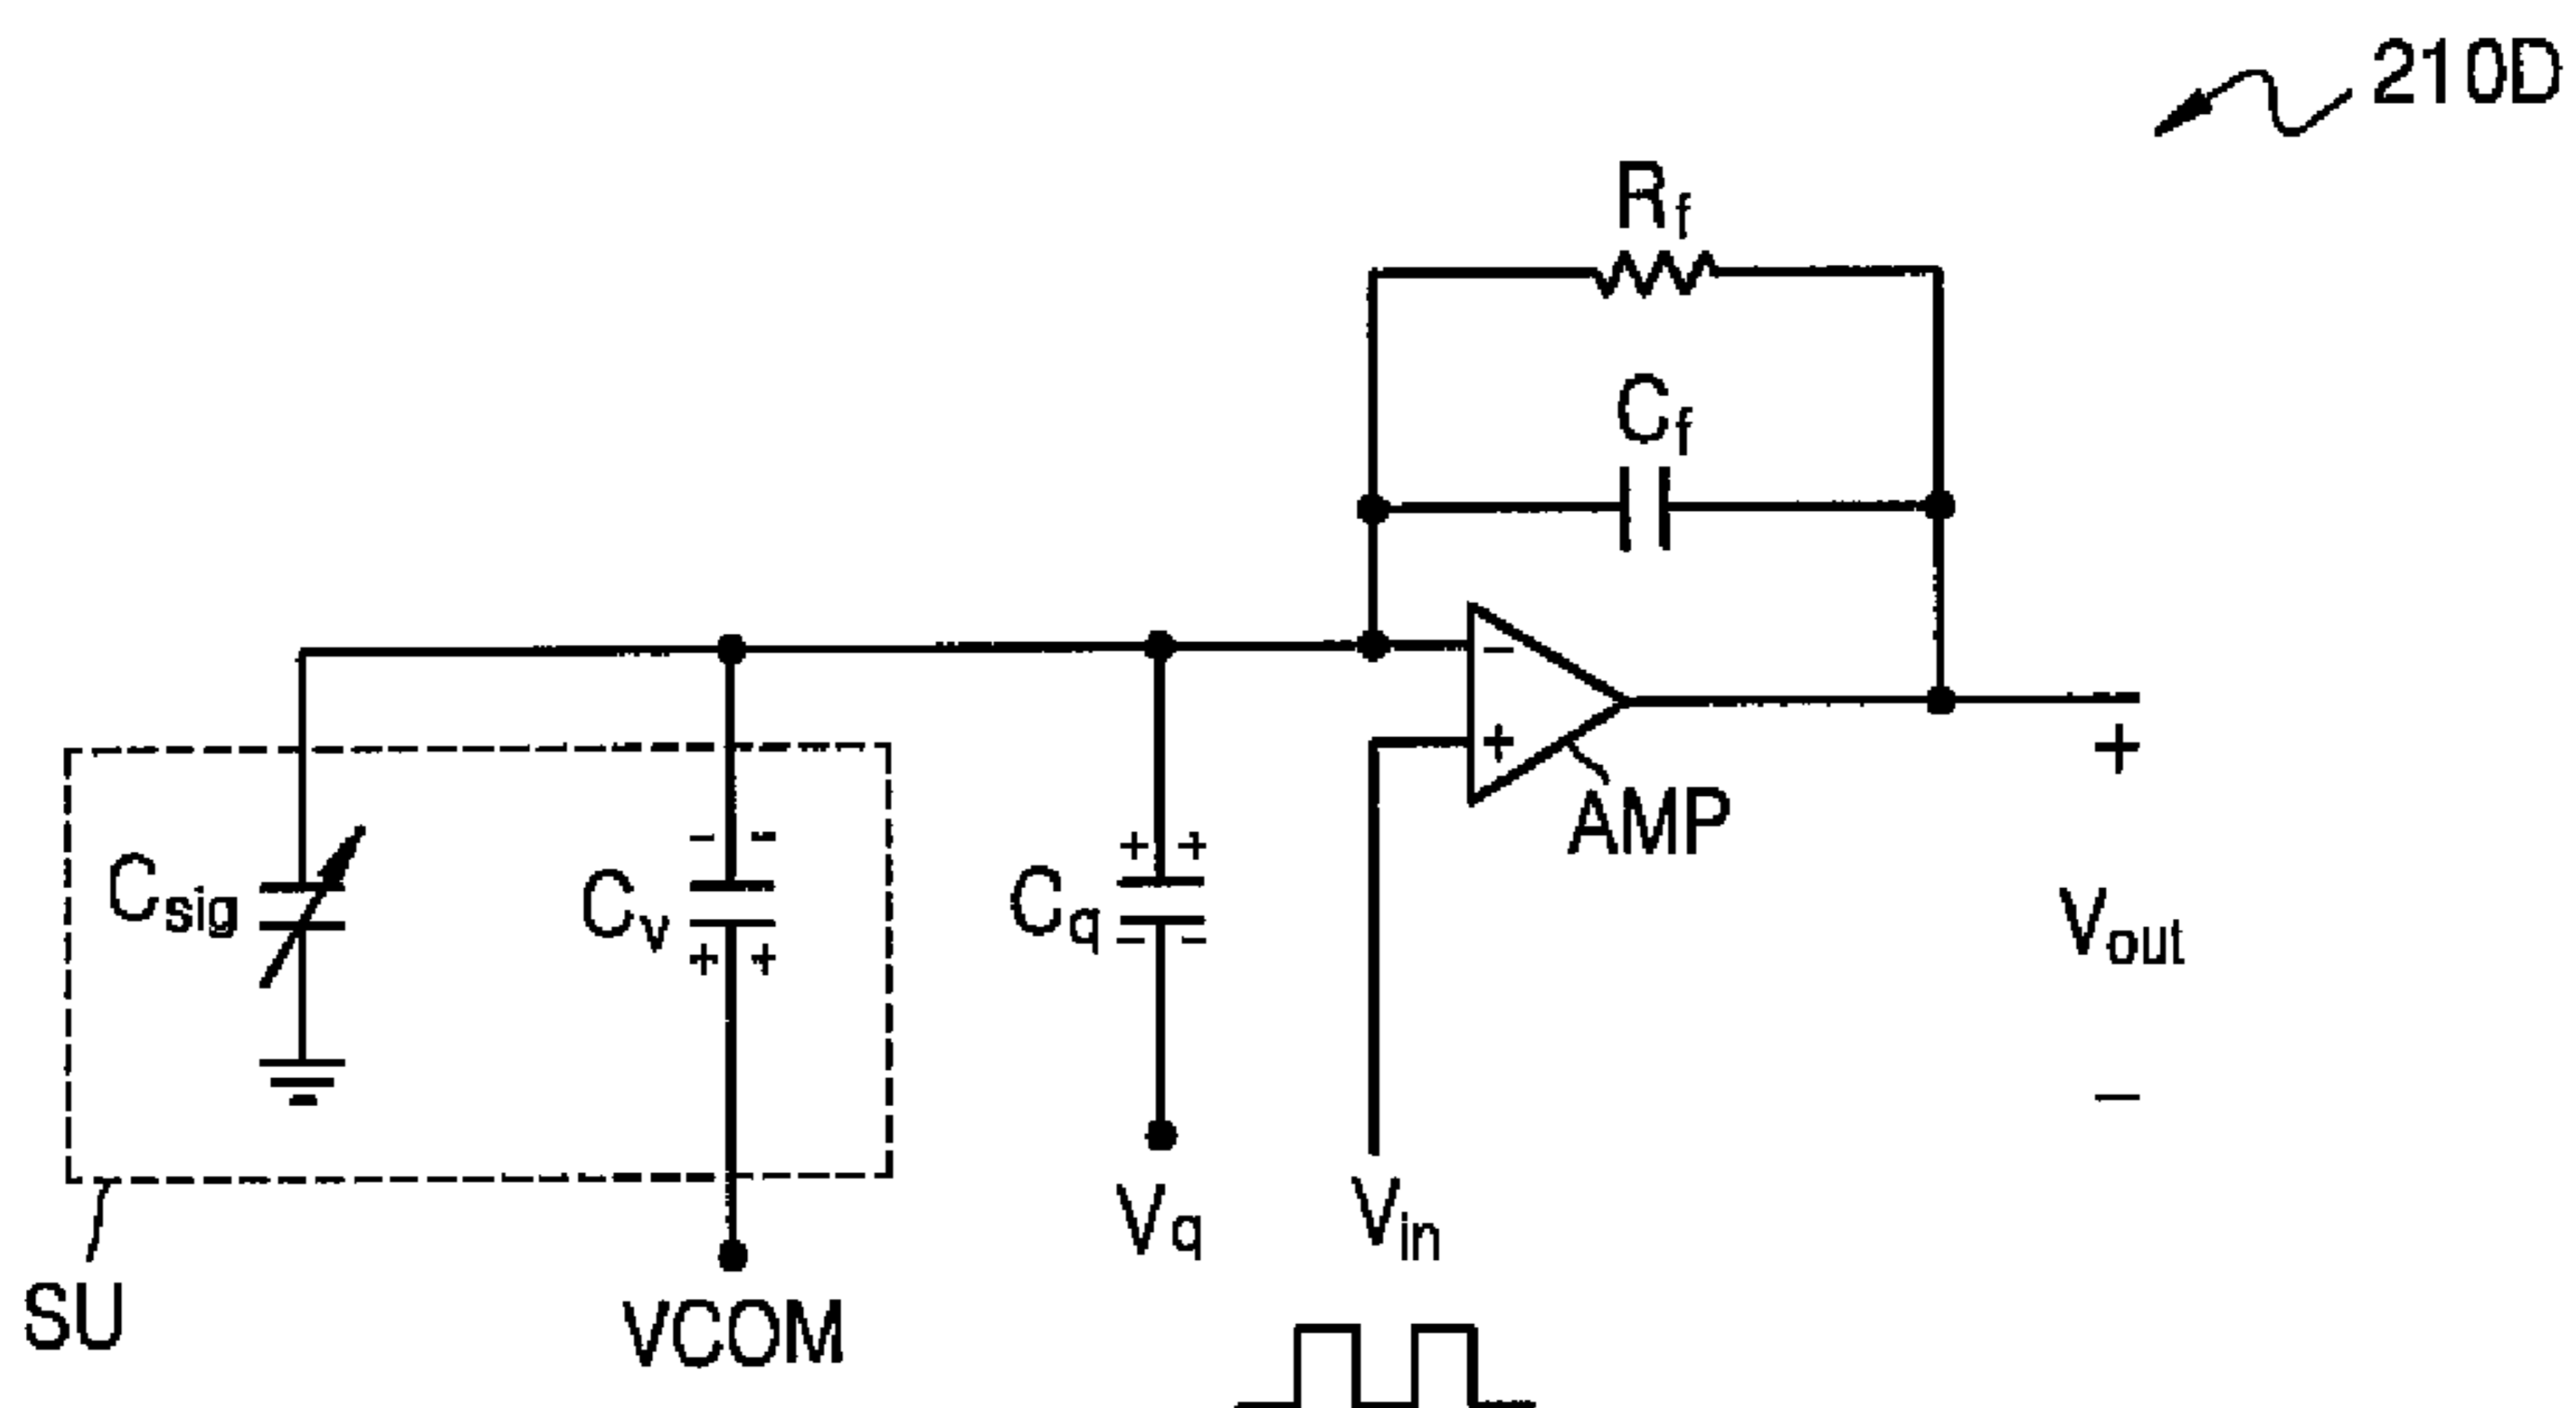 210D
Rf
Cf
−
+
AMP
+
Vout
−
Csig
− −
Cv
+ +
+ +
Cq
− −
Vq
Vin
SU
VCOM